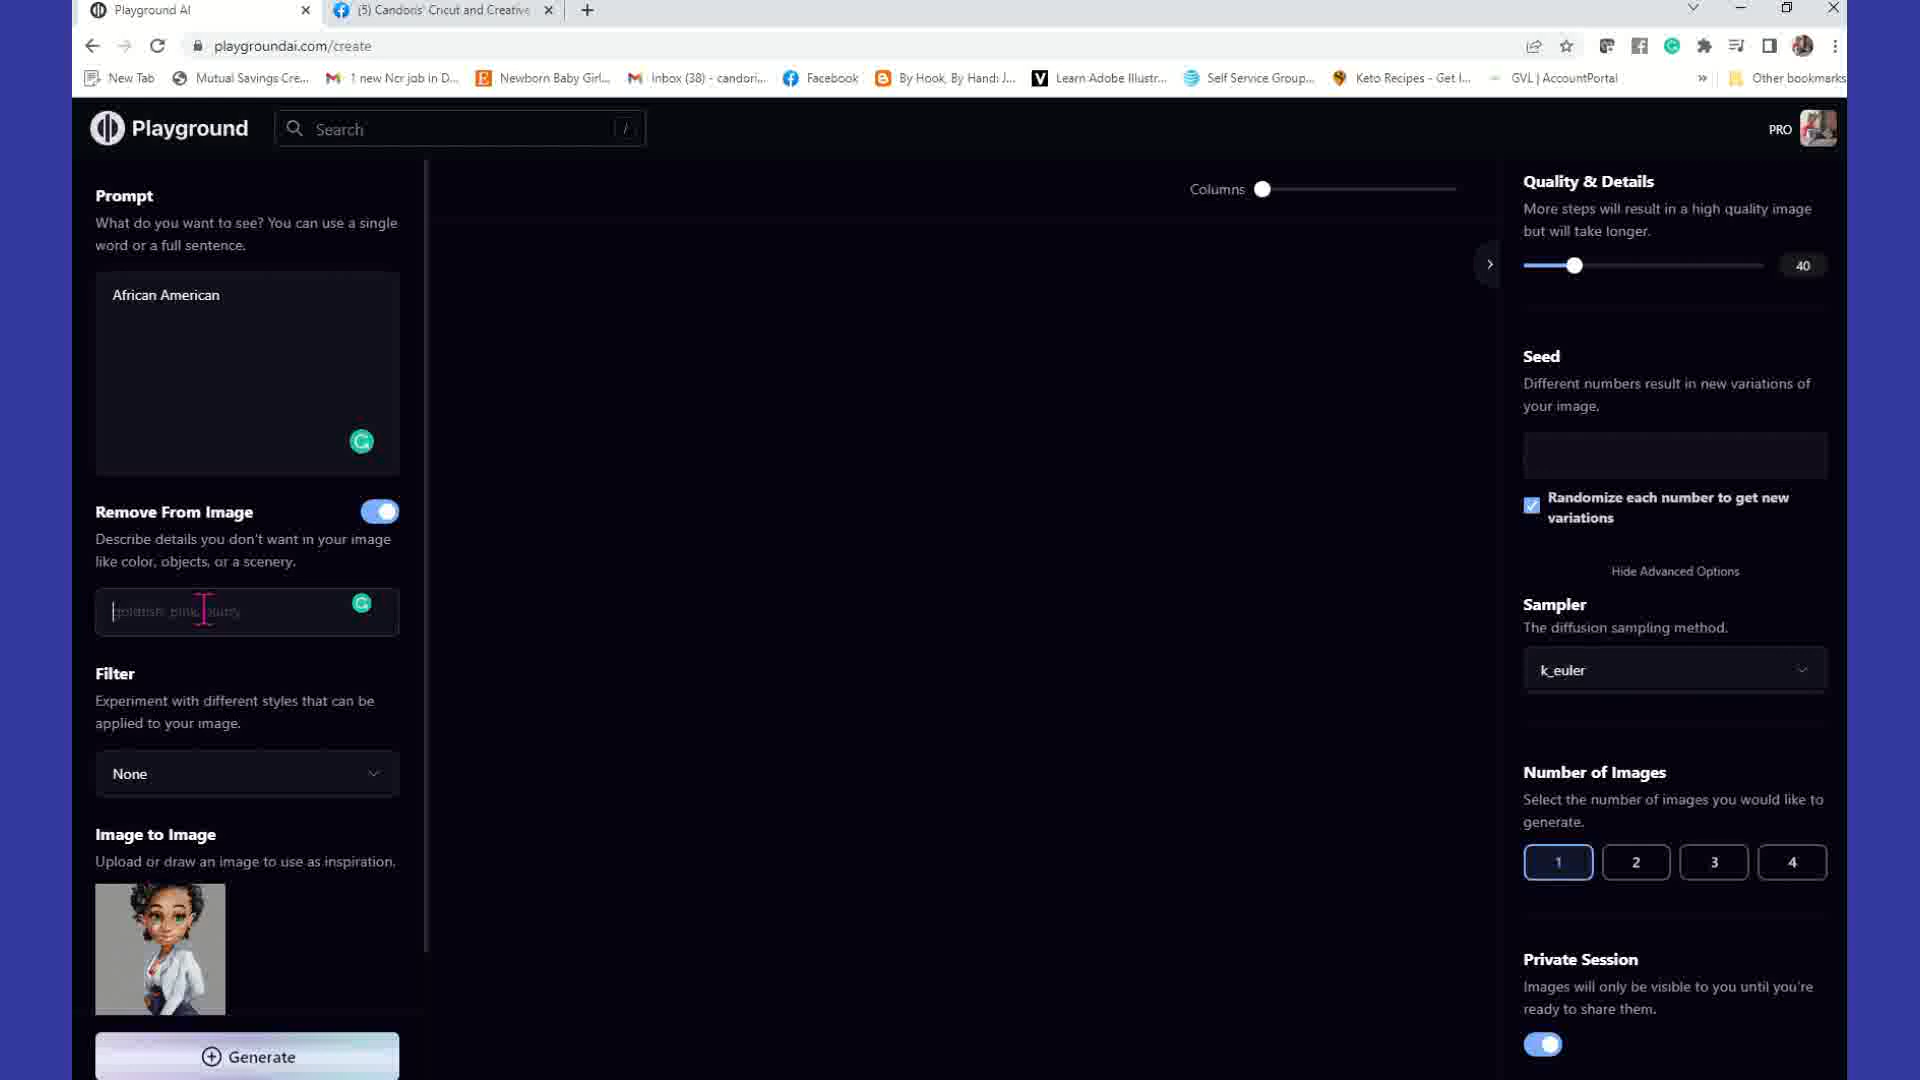 Playground AI
(5) Candoris' Cricut and Creative
playgroundai.com/create
New Tab
Mutual Savings Cre...
1 new Ncr job in D...
Newborn Baby Girl...
Inbox (38) - candori...
Facebook
By Hook, By Hand: J...
Learn Adobe Illustr...
Self Service Group...
Keto Recipes - Get I...
GVL | AccountPortal
»
Other bookmarks
Playground
Search
/
PRO
Prompt
What do you want to see? You can use a single
word or a full sentence.
African American
Remove From Image
Describe details you don't want in your image
like color, objects, or a scenery.
goldfish, pink, blurry
Filter
Experiment with different styles that can be
applied to your image.
None
Image to Image
Upload or draw an image to use as inspiration.
Generate
Columns
Quality & Details
More steps will result in a high quality image
but will take longer.
40
Seed
Different numbers result in new variations of
your image.
Randomize each number to get new
variations
Hide Advanced Options
Sampler
The diffusion sampling method.
k_euler
Number of Images
Select the number of images you would like to
generate.
1
2
3
4
Private Session
Images will only be visible to you until you're
ready to share them.